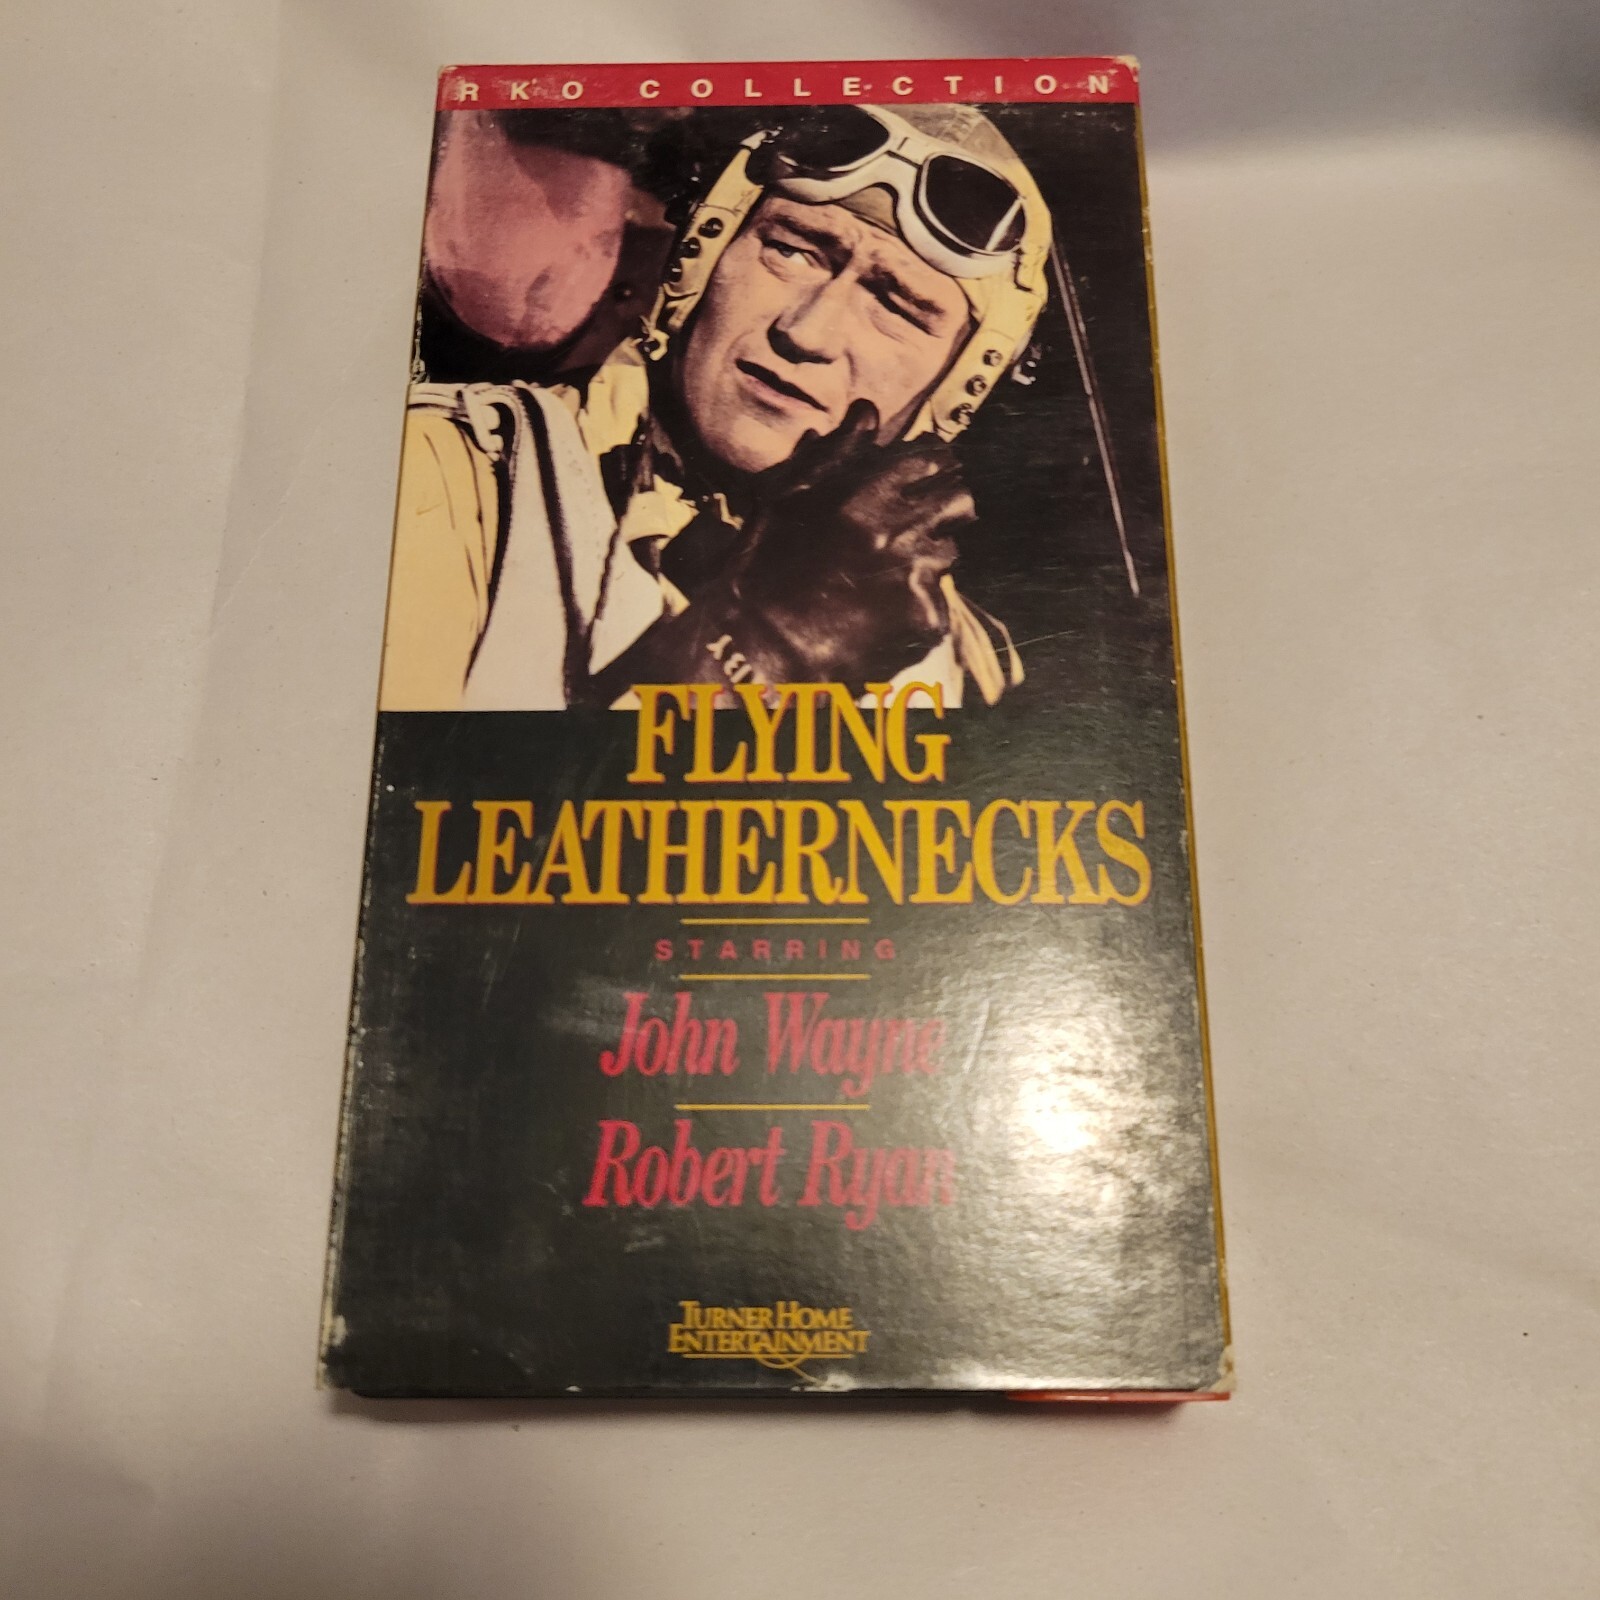 RKO COLLECTION
FLYING
LEATHERNECKS
STARRING
John Wayne
Robert Ryan
TURNER HOME
ENTERTAINMENT